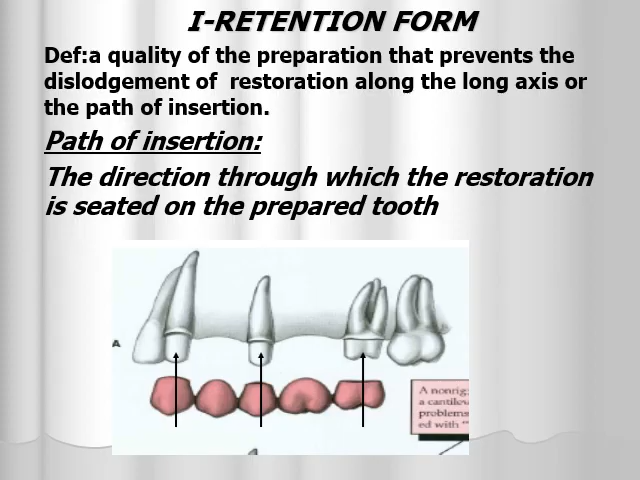 I-RETENTION FORM
Def:a quality of the preparation that prevents the
dislodgement of  restoration along the long axis or
the path of insertion.
Path of insertion:
The direction through which the restoration
is seated on the prepared tooth
A
A nonrig
a cantilev
problems
ed with "